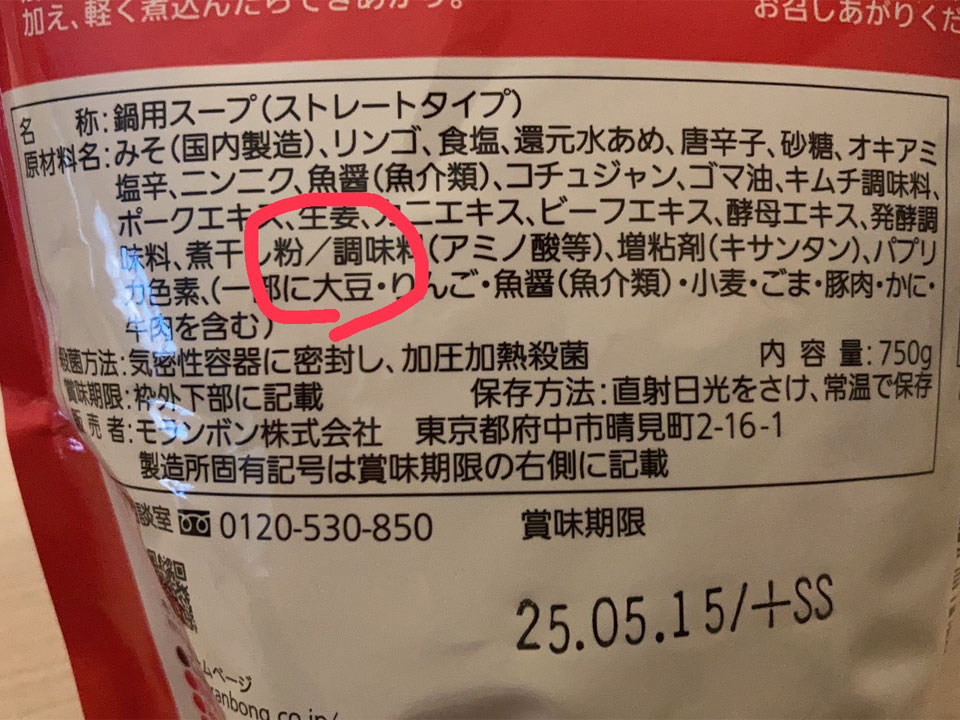 加え、軽く煮込んだらできあがり。
お召しあがりくだ
名　称:鍋用スープ(ストレートタイプ)
原材料名:みそ(国内製造)、リンゴ、食塩、還元水あめ、唐辛子、砂糖、オキアミ
塩辛、ニンニク、魚醤(魚介類)、コチュジャン、ゴマ油、キムチ調味料、
ポークエキス、生姜、カニエキス、ビーフエキス、酵母エキス、発酵調
味料、煮干し粉/調味料(アミノ酸等)、増粘剤(キサンタン)、パプリ
カ色素、(一部に大豆・りんご・魚醤(魚介類)・小麦・ごま・豚肉・かに・
牛肉を含む)
殺菌方法:気密性容器に密封し、加圧加熱殺菌　内容量:750g
賞味期限:枠外下部に記載　保存方法:直射日光をさけ、常温で保存
販売者:モランボン株式会社　東京都府中市晴見町2-16-1
製造所固有記号は賞味期限の右側に記載
談室 0120-530-850　賞味期限
25.05.15/+SS
ームページ
ranbong.co.jp/